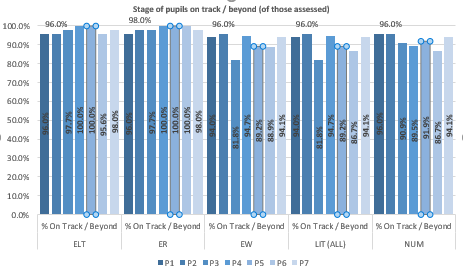 Stage of pupils on track / beyond (of those assessed)
96.0% 98.0% 96.0% 96.0% 96.0%
100.0%
90.0%
80.0%
70.0%
60.0%
50.0%
40.0%
30.0%
20.0%
10.0%
0.0%
97.7% 100.0% 100.0% 95.6% 98.0%
97.7% 100.0% 100.0% 100.0% 98.0%
81.8% 94.7% 89.2% 88.9% 94.1%
81.8% 94.7% 89.2% 86.7% 94.1%
90.9% 89.5% 91.9% 86.7% 94.1%
% On Track / Beyond % On Track / Beyond % On Track / Beyond % On Track / Beyond % On Track / Beyond
ELT ER EW LIT (ALL) NUM
P1 P2 P3 P4 P5 P6 P7